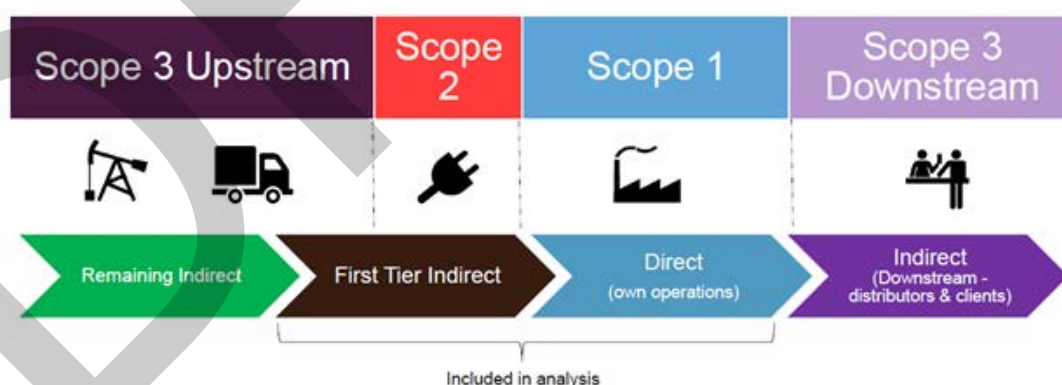 Scope 3 Upstream
Scope
2
Scope 1
Scope 3
Downstream
Remaining Indirect
First Tier Indirect
Direct
(own operations)
Indirect
(Downstream -
distributors & clients)
Included in analysis